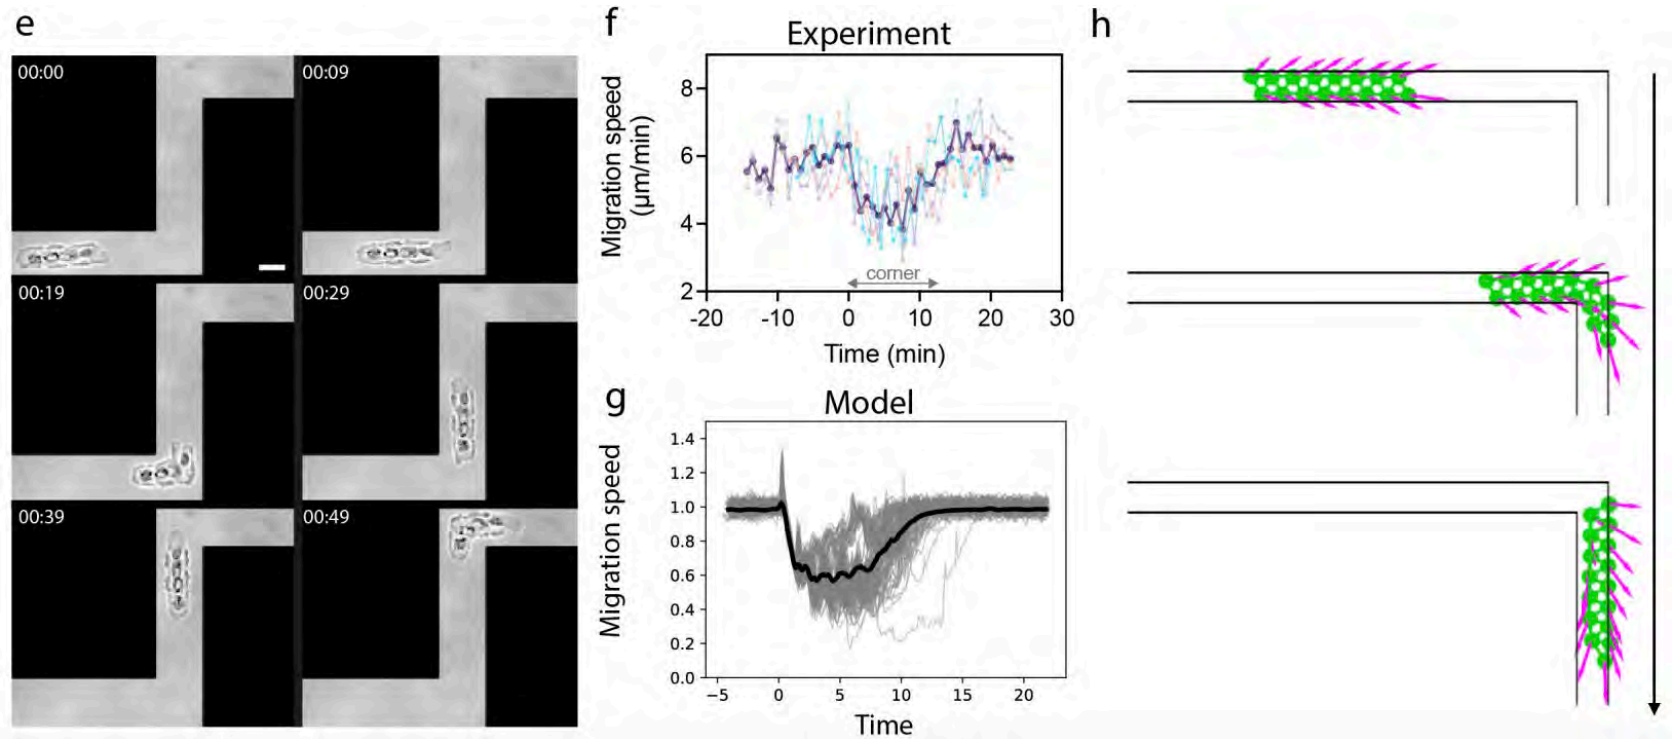 e
00:00
00:09
00:19
00:29
00:39
00:49
f
Experiment
Migration speed
(µm/min)
8
6
4
2
corner
-20
-10
0
10
20
30
Time (min)
g
Model
Migration speed
1.4
1.2
1.0
0.8
0.6
0.4
0.2
0.0
−5
0
5
10
15
20
Time
h